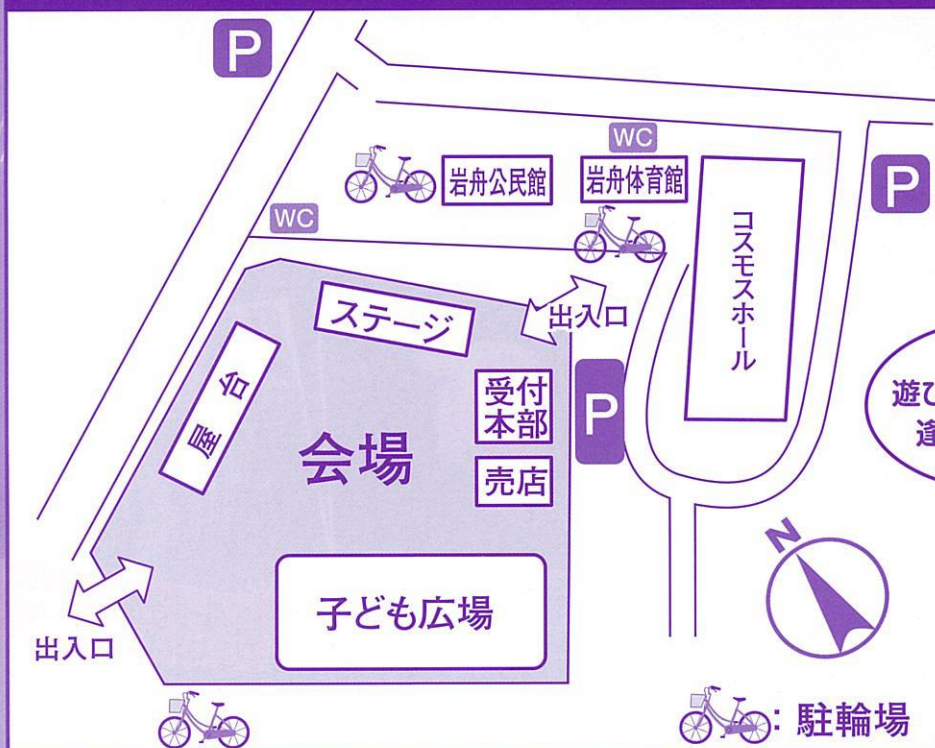 P
WC
岩舟公民館
岩舟体育館
P
WC
コスモスホール
ステージ
出入口
屋台
受付
本部
P
会場
売店
遊び
N
子ども広場
出入口
：駐輪場